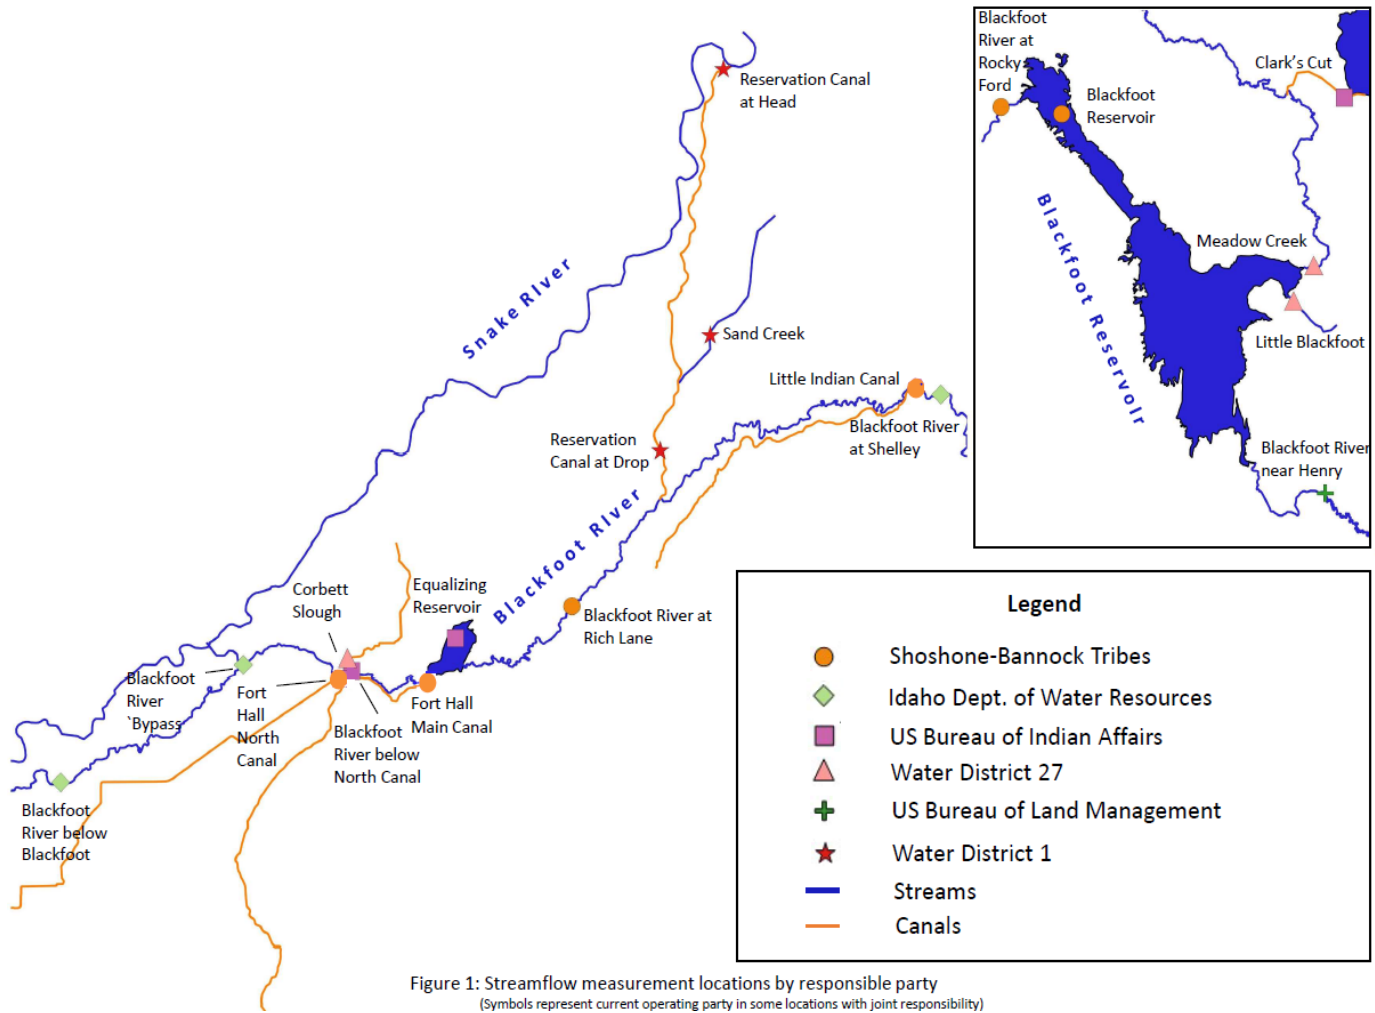 Reservation Canal
at Head
Snake River
Sand Creek
Little Indian Canal
Blackfoot River
at Shelley
Reservation
Canal at Drop
Blackfoot River
Corbett
Slough
Equalizing
Reservoir
Blackfoot River at
Rich Lane
Blackfoot
River
`Bypass
Fort
Hall
North
Canal
Fort Hall
Main Canal
Blackfoot
River below
North Canal
Blackfoot
River below
Blackfoot
Blackfoot
River at
Rocky
Ford
Blackfoot
Reservoir
Clark's Cut
Meadow Creek
Little Blackfoot
Blackfoot Reservoir
Blackfoot River
near Henry
Legend
Shoshone-Bannock Tribes
Idaho Dept. of Water Resources
US Bureau of Indian Affairs
Water District 27
US Bureau of Land Management
Water District 1
Streams
Canals
Figure 1: Streamflow measurement locations by responsible party
(Symbols represent current operating party in some locations with joint responsibility)